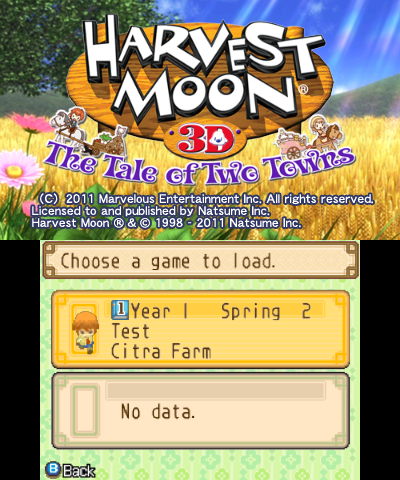 HARVEST
MOON®
3D
The Tale of Two Towns
(C) 2011 Marvelous Entertainment Inc. All rights reserved.
Licensed to and published by Natsume Inc.
Harvest Moon ® & © 1998 - 2011 Natsume Inc.
Choose a game to load.
1 Year 1 Spring 2
Test
Citra Farm
No data.
B Back